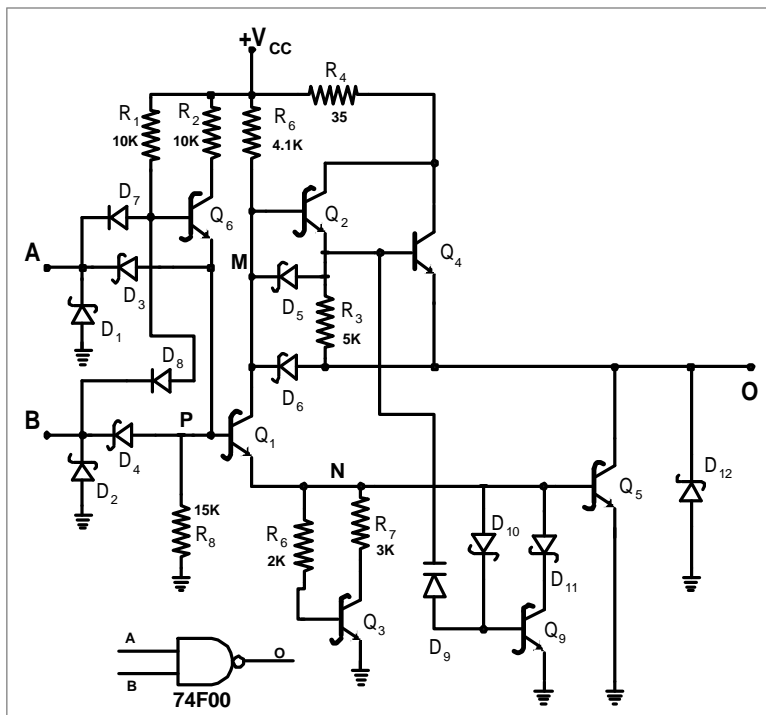 +VCC
R4
35
R1
10K
R2
10K
R6
4.1K
D7
Q6
Q2
Q4
A
M
D3
D5
R3
5K
D1
D8
D6
O
B
P
Q1
D4
N
D2
15K
R8
R6
2K
R7
3K
D10
Q5
D12
D11
Q3
D9
Q9
A
B
O
74F00